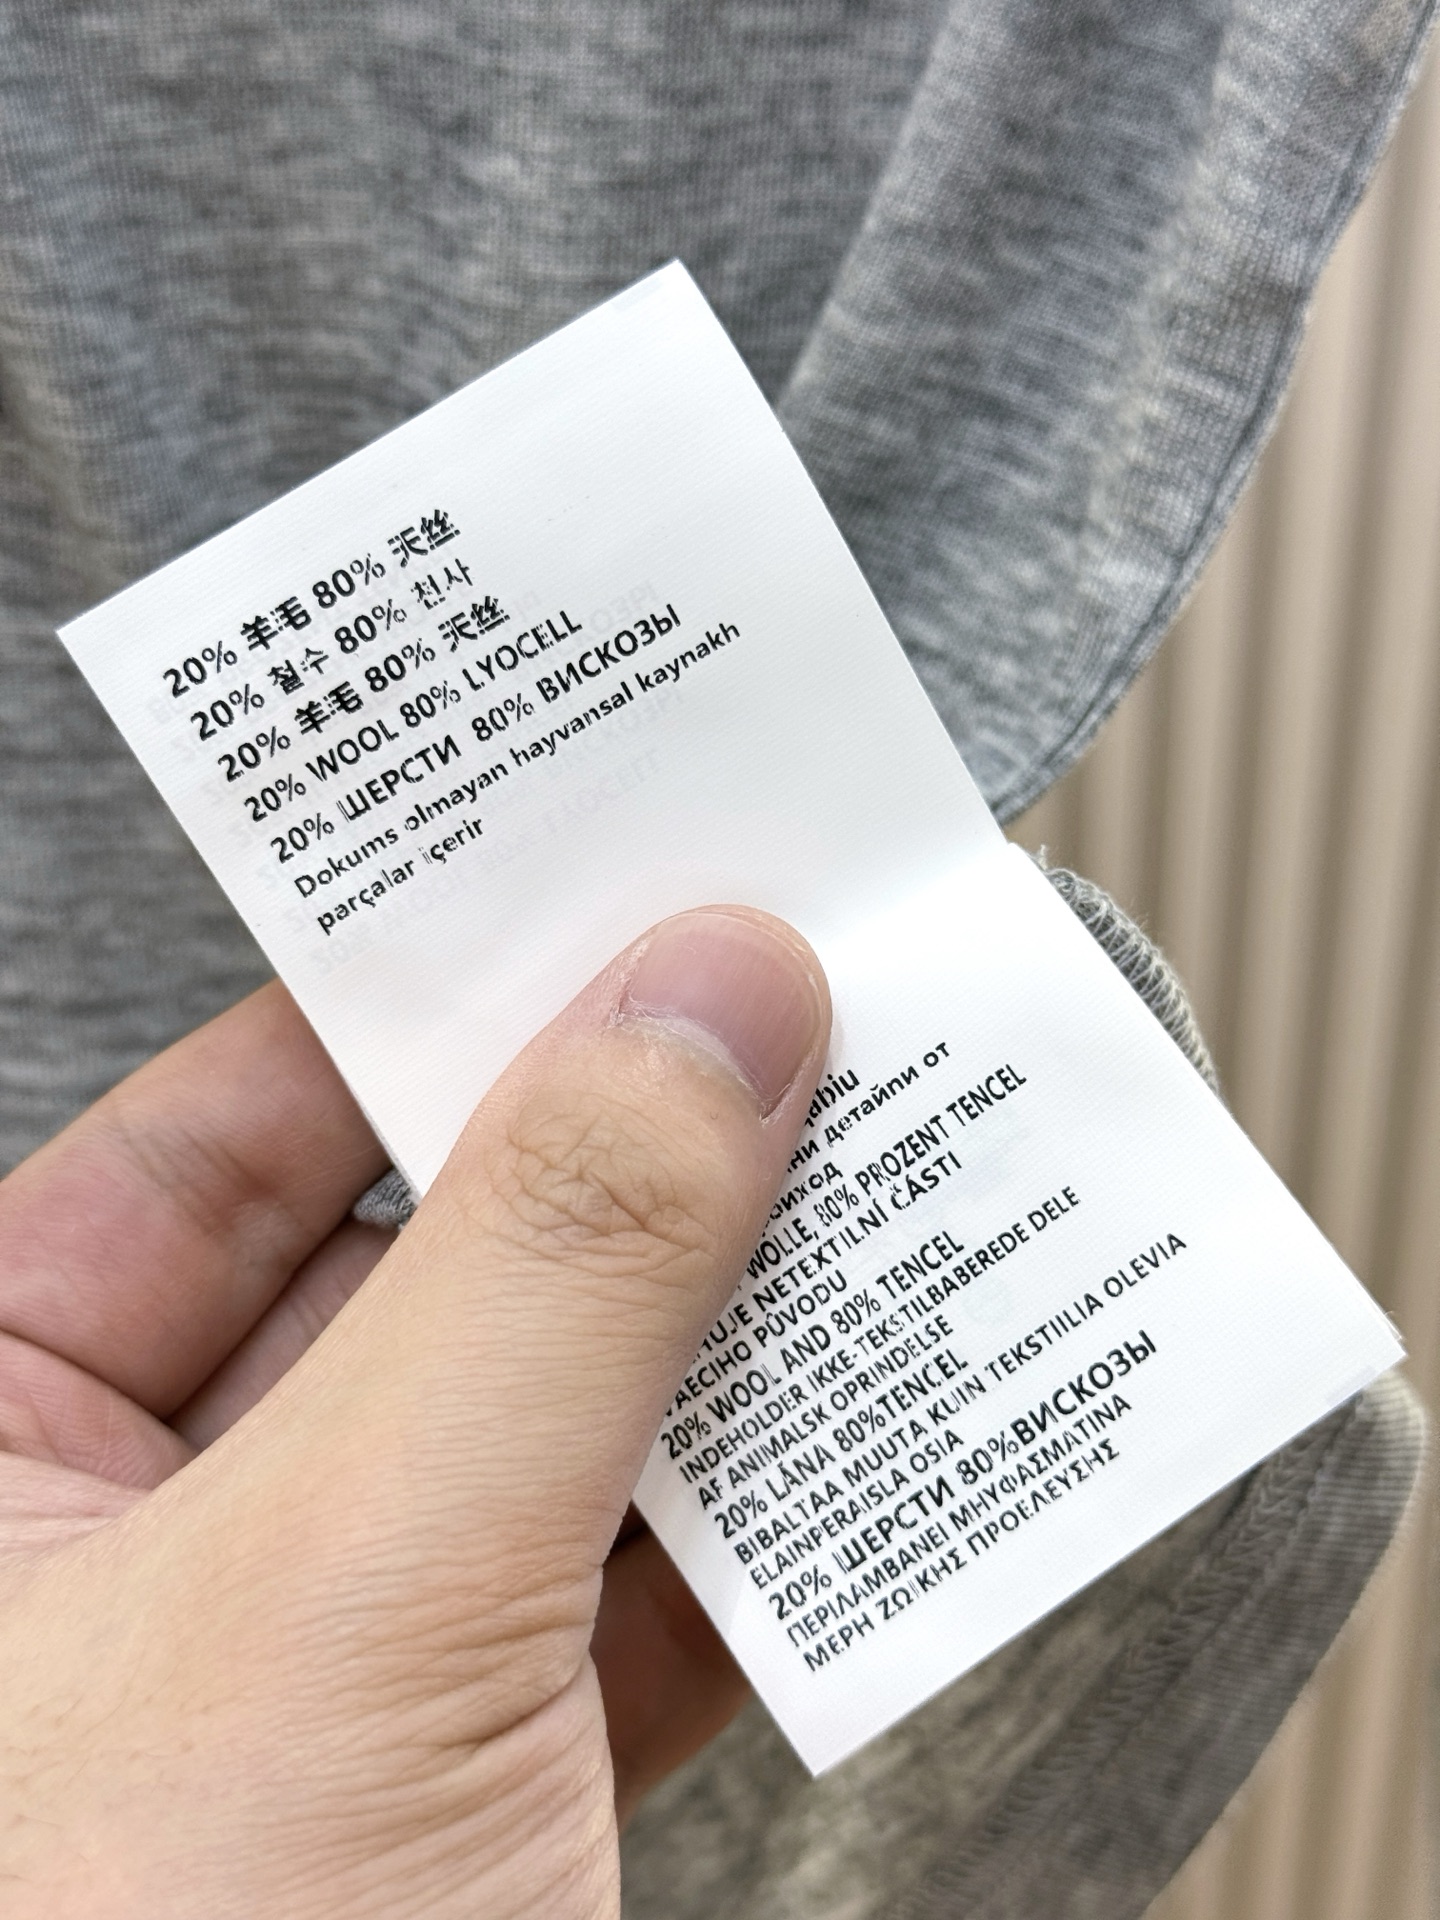 20% 羊毛 80% 天丝
20% 철수 80% 천사
20% 羊毛 80% 天丝
20% WOOL 80% LYOCELL
20% ШЕРСТИ 80% ВИСКОЗЫ
Dokums olmayan hayvansal kaynakh
parçalar içerir
детайпи от
WOLLE, 80% PROZENT TENCEL
NETEXTILNÍ ČÁSTI
PŮVODU
20% WOOL AND 80% TENCEL
INDEHOLDER IKKE-TEKSTILBABEREDE DELE
AF ANIMALSK OPRINDELSE
20% LÃNA 80%TENCEL
BIBALTAA MUUTA KUIN TEKSTIILIA OLEVIA
ELAINPERAISLA OSIA
20% ШЕРСТИ 80%ВИСКОЗЫ
ΠΕΡΙΛΑΜΒΑΝΕΙ ΜΗΥΦΑΣΜΑΤΙΝΑ
ΜΕΡΗ ΖΩΙΚΗΣ ΠΡΟΕΛΕΥΣΗΣ